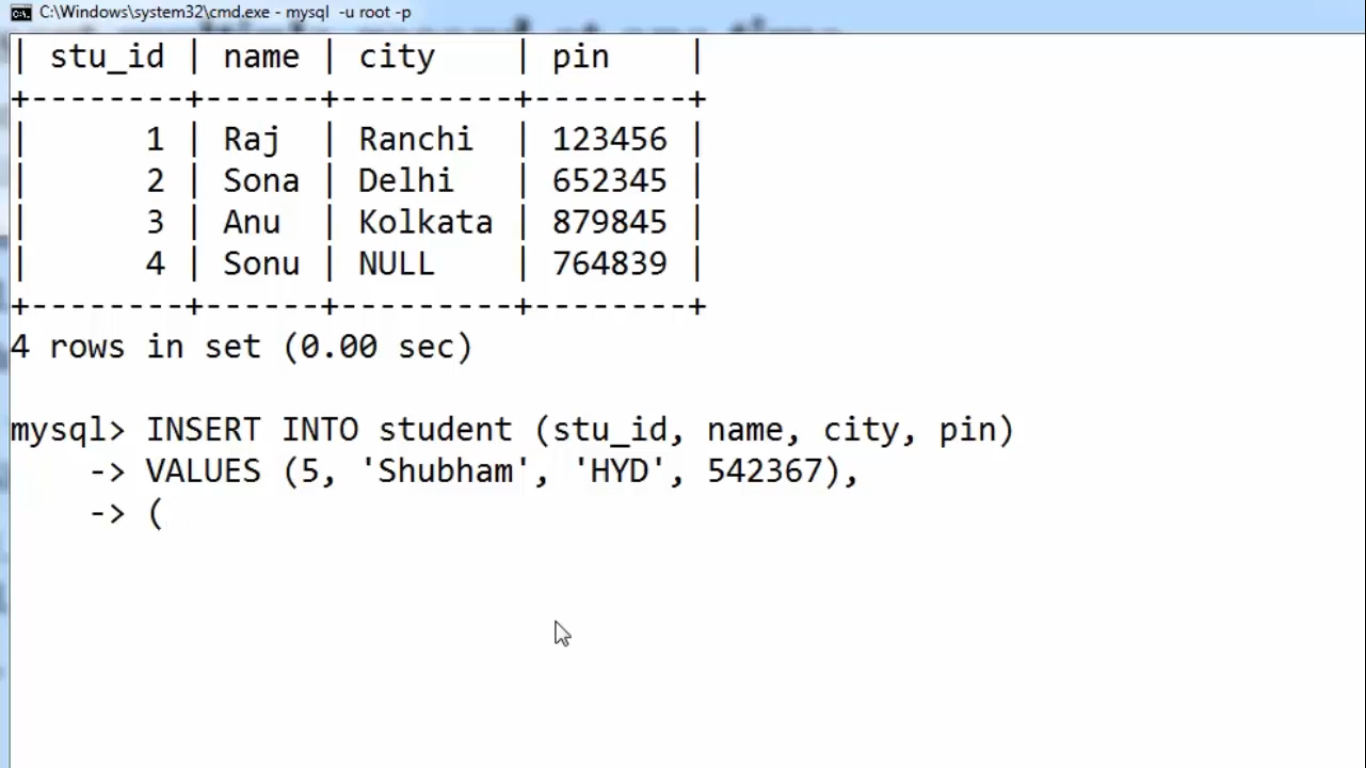 C:\Windows\system32\cmd.exe - mysql  -u root -p
| stu_id | name | city    | pin    |
+--------+------+---------+--------+
|      1 | Raj  | Ranchi  | 123456 |
|      2 | Sona | Delhi   | 652345 |
|      3 | Anu  | Kolkata | 879845 |
|      4 | Sonu | NULL    | 764839 |
+--------+------+---------+--------+
4 rows in set (0.00 sec)
mysql> INSERT INTO student (stu_id, name, city, pin)
    -> VALUES (5, 'Shubham', 'HYD', 542367),
    -> (